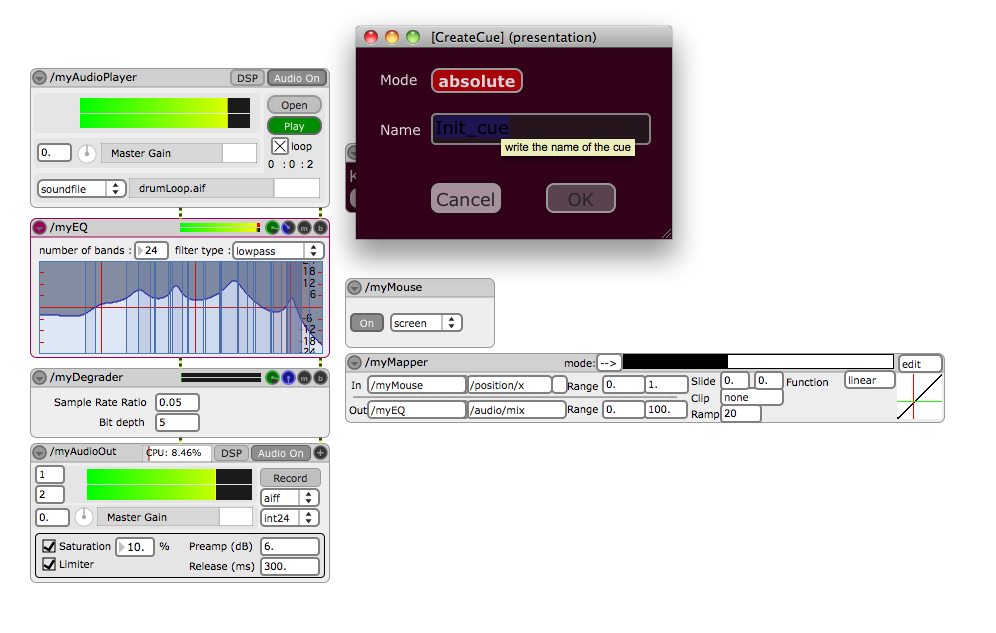 [CreateCue] (presentation)
Mode absolute
Name Init_cue
write the name of the cue
Cancel OK
K
/myAudioPlayer DSP Audio On
Open
Play
loop
0. Master Gain 0 : 0 : 2
soundfile drumLoop.aif
/myEQ m b
number of bands : 24 filter type : lowpass
24
18
12
6
-6
-12
-18
-24
/myDegrader m b
Sample Rate Ratio 0.05
Bit depth 5
/myAudioOut CPU: 8.46% DSP Audio On +
1
2
Record
aiff
0. Master Gain int24
Saturation 10. % Preamp (dB) 6.
Limiter Release (ms) 300.
/myMouse
On screen
/myMapper mode: --> edit
In /myMouse /position/x Range 0. 1. Slide 0. 0. Function linear
Clip none
Out /myEQ /audio/mix Range 0. 100. Ramp 20